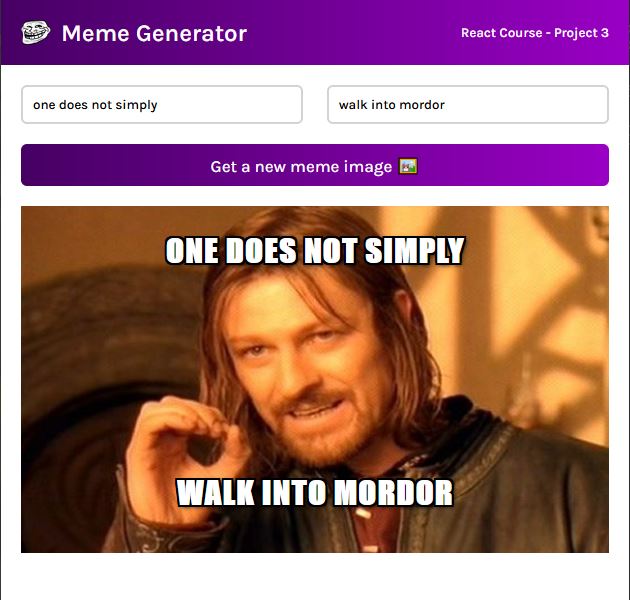 Meme Generator
React Course - Project 3
one does not simply
walk into mordor
Get a new meme image 🖼️
ONE DOES NOT SIMPLY
WALK INTO MORDOR